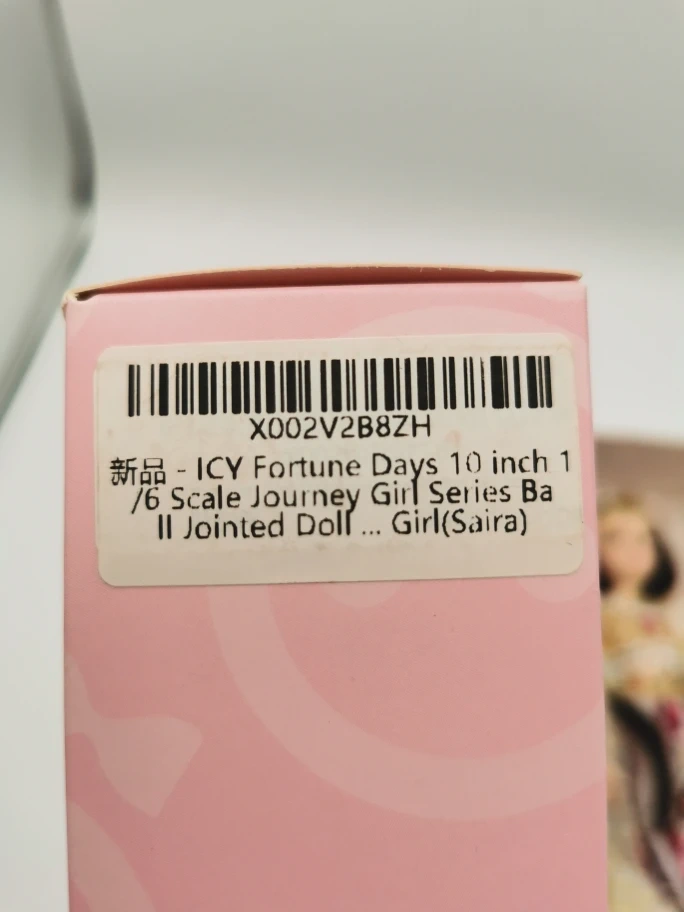 X002V2B8ZH
新品 - ICY Fortune Days 10 inch 1
/6 Scale Journey Girl Series Ba
ll Jointed Doll ... Girl(Saira)